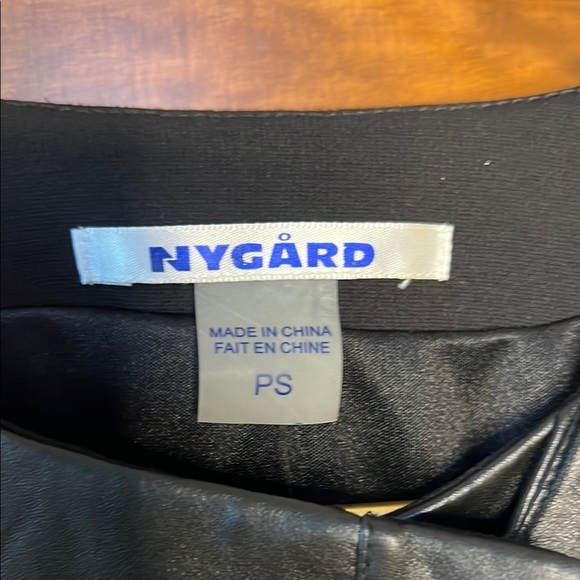 NYGÅRD
MADE IN CHINA
FAIT EN CHINE
PS